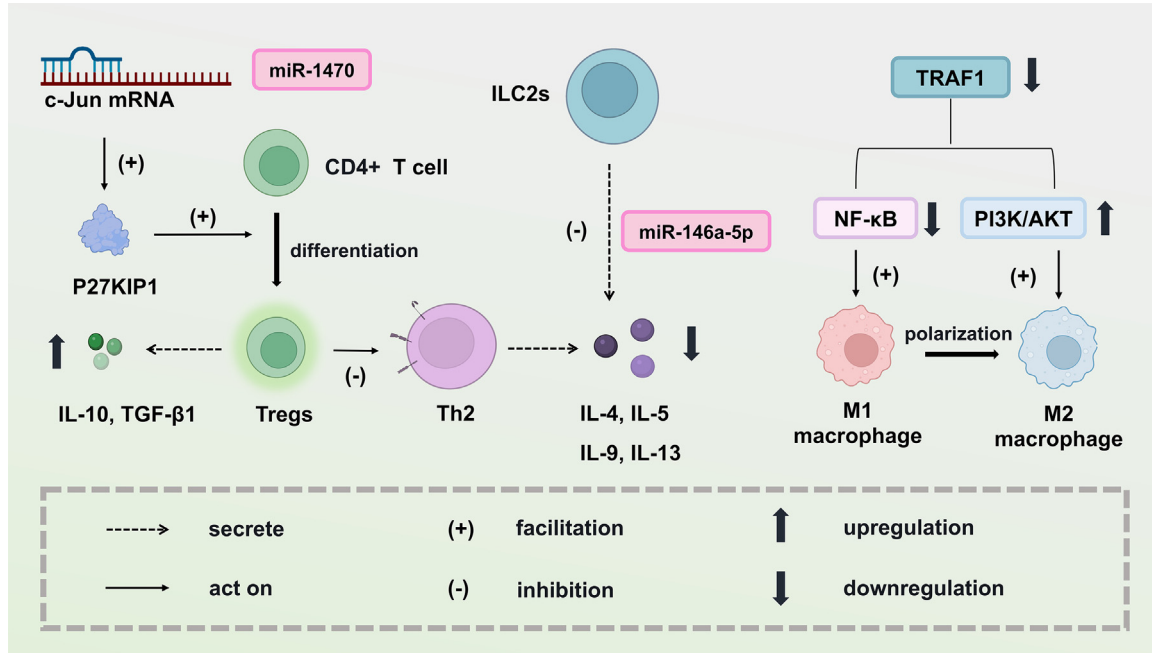 miR-1470
c-Jun mRNA
(+)
P27KIP1
(+)
CD4+ T cell
differentiation
IL-10, TGF-β1
Tregs
(-)
Th2
ILC2s
(-)
miR-146a-5p
IL-4, IL-5
IL-9, IL-13
TRAF1
NF-κB
PI3K/AKT
(+)
(+)
polarization
M1
macrophage
M2
macrophage
secrete
(+) facilitation
upregulation
act on
(-) inhibition
downregulation